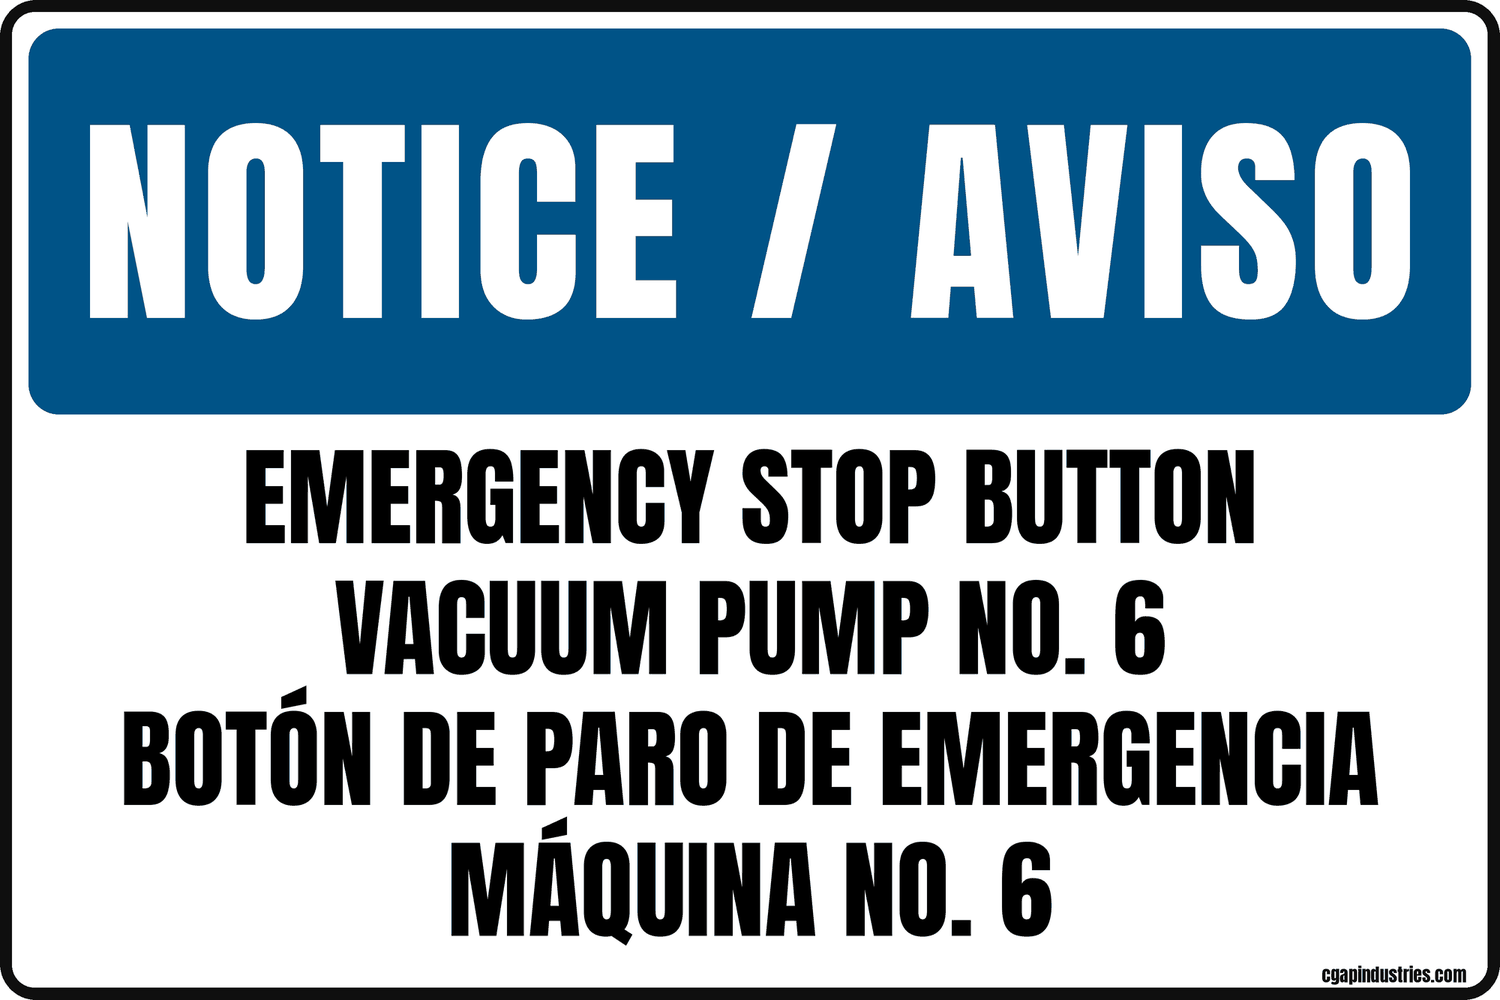 NOTICE / AVISO
EMERGENCY STOP BUTTON
VACUUM PUMP NO. 6
BOTÓN DE PARO DE EMERGENCIA
MÁQUINA NO. 6
cgapindustries.com